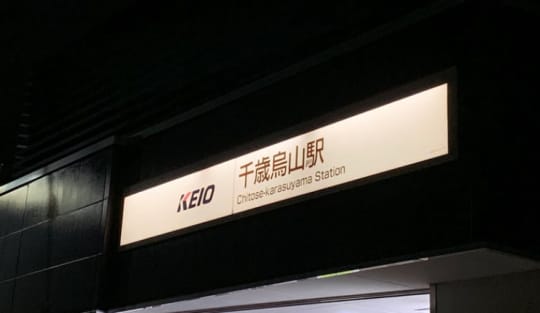 KEIO
千歳烏山駅
Chitose-karasuyama Station